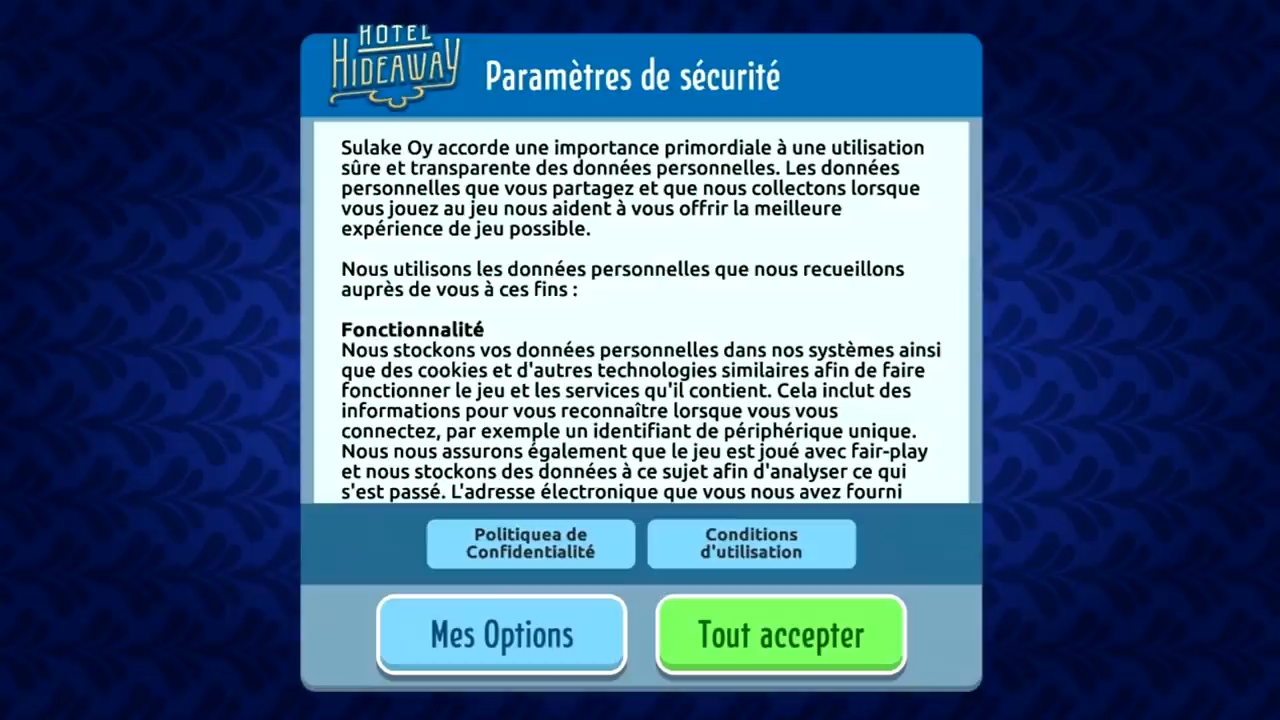 HOTEL
HIDEAWAY
Paramètres de sécurité
Sulake Oy accorde une importance primordiale à une utilisation
sûre et transparente des données personnelles. Les données
personnelles que vous partagez et que nous collectons lorsque
vous jouez au jeu nous aident à vous offrir la meilleure
expérience de jeu possible.
Nous utilisons les données personnelles que nous recueillons
auprès de vous à ces fins :
Fonctionnalité
Nous stockons vos données personnelles dans nos systèmes ainsi
que des cookies et d'autres technologies similaires afin de faire
fonctionner le jeu et les services qu'il contient. Cela inclut des
informations pour vous reconnaître lorsque vous vous
connectez, par exemple un identifiant de périphérique unique.
Nous nous assurons également que le jeu est joué avec fair-play
et nous stockons des données à ce sujet afin d'analyser ce qui
s'est passé. L'adresse électronique que vous nous avez fourni
Politiquea de
Confidentialité
Conditions
d'utilisation
Mes Options
Tout accepter